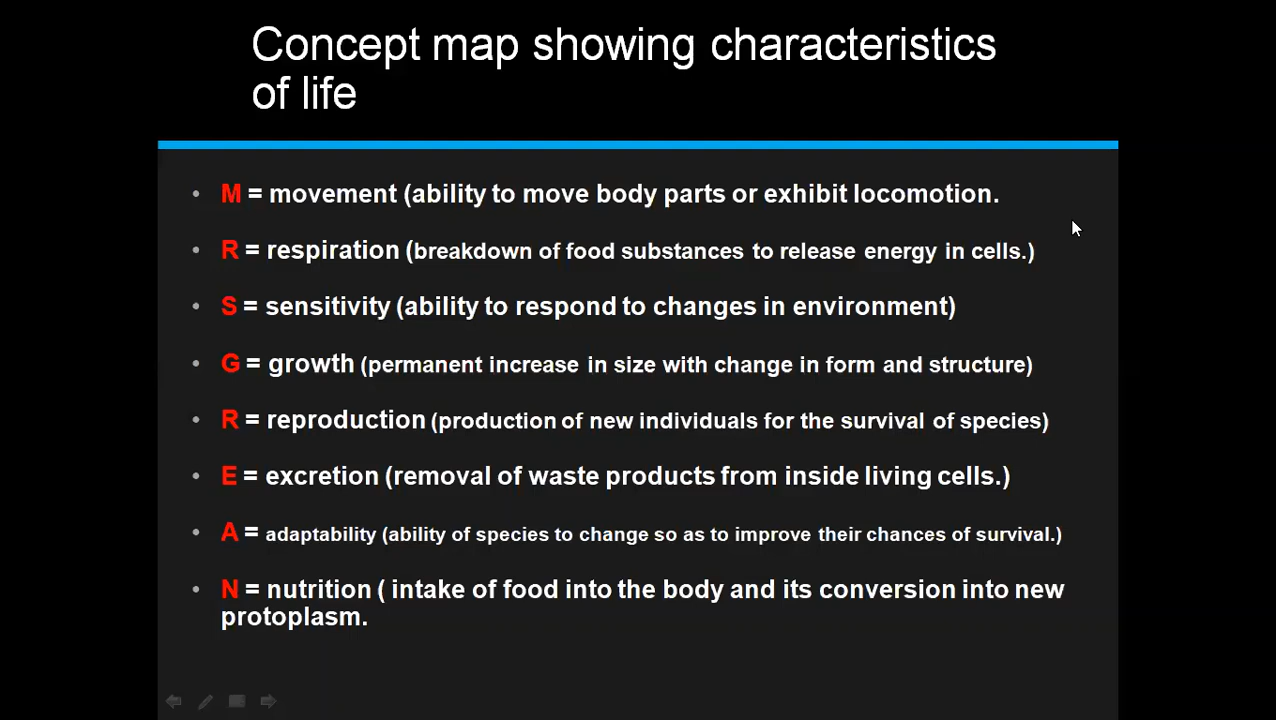 Concept map showing characteristics
of life
• M = movement (ability to move body parts or exhibit locomotion.
• R = respiration (breakdown of food substances to release energy in cells.)
• S = sensitivity (ability to respond to changes in environment)
• G = growth (permanent increase in size with change in form and structure)
• R = reproduction (production of new individuals for the survival of species)
• E = excretion (removal of waste products from inside living cells.)
• A = adaptability (ability of species to change so as to improve their chances of survival.)
• N = nutrition ( intake of food into the body and its conversion into new
protoplasm.